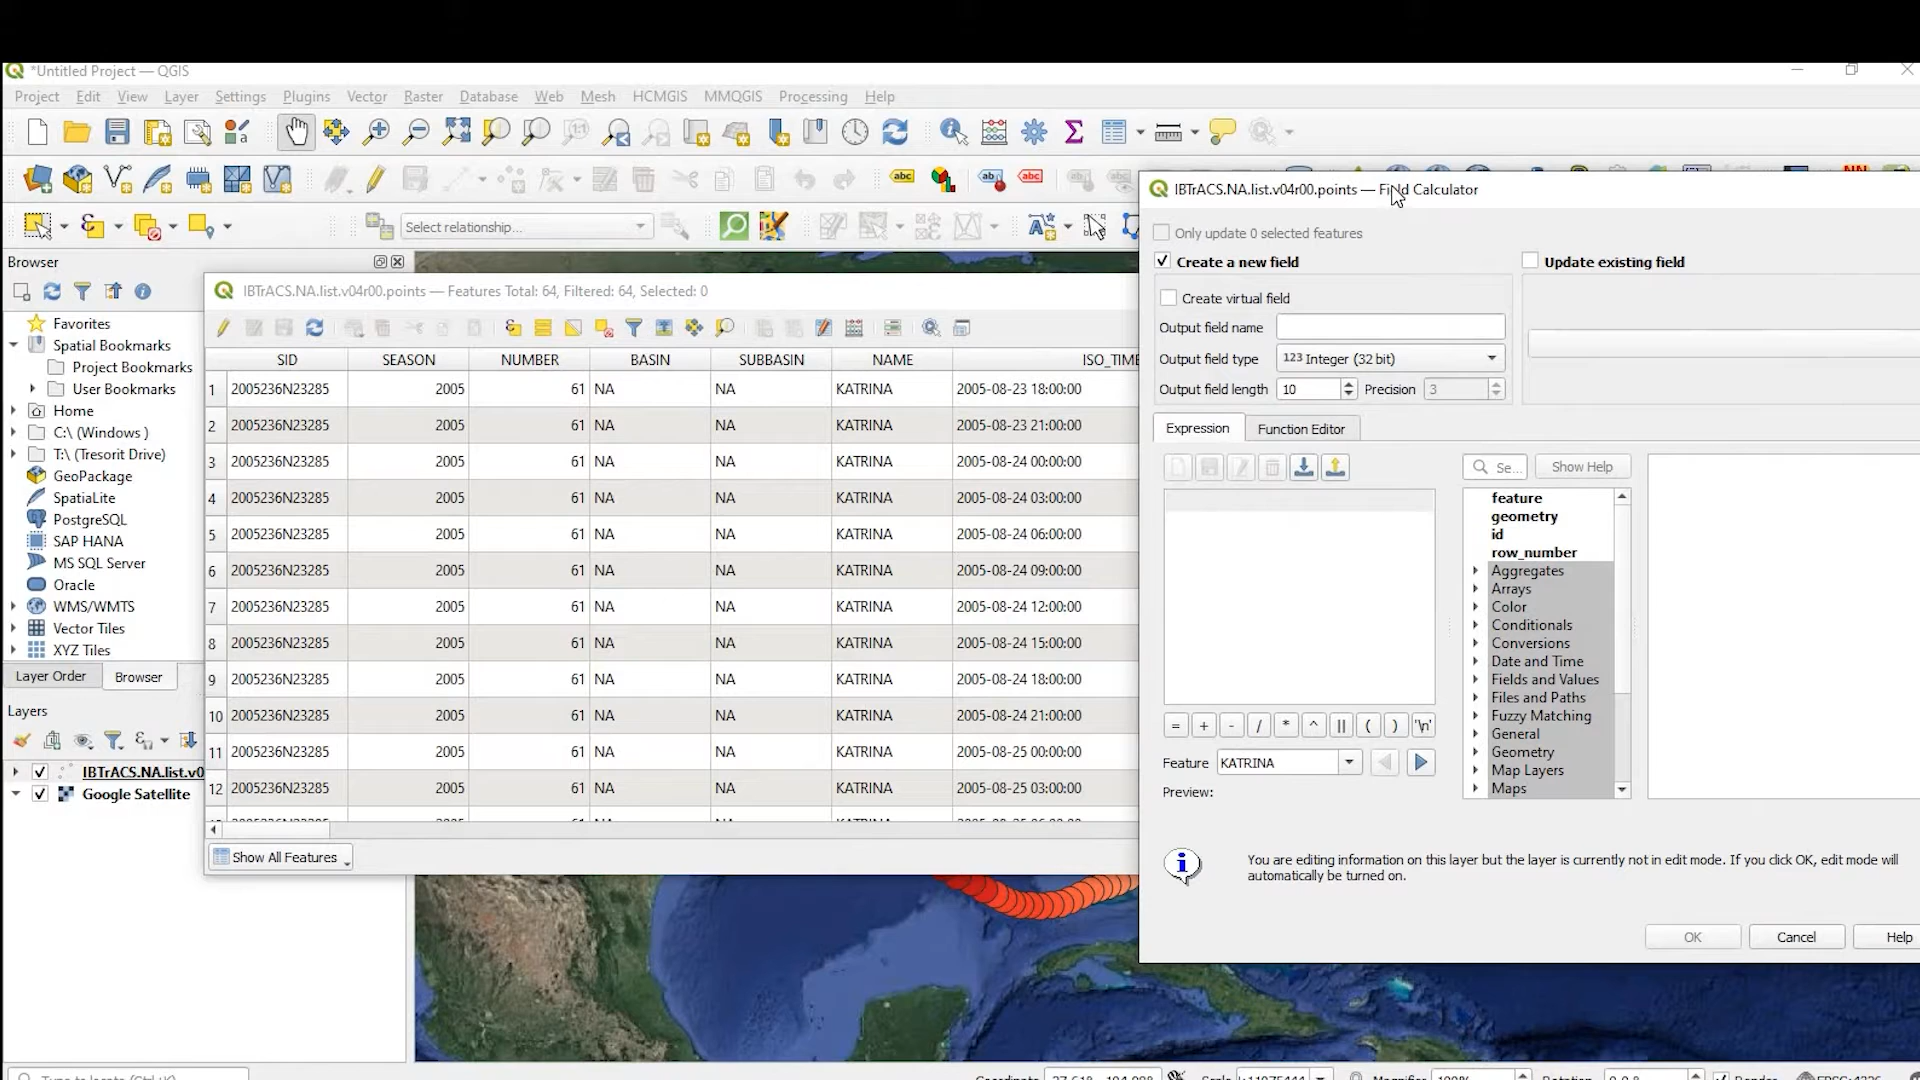 *Untitled Project — QGIS
Project Edit View Layer Settings Plugins Vector Raster Database Web Mesh HCMGIS MMQGIS Processing Help
Select relationship...
Browser
Favorites
Spatial Bookmarks
Project Bookmarks
User Bookmarks
Home
C:\ (Windows )
T:\ (Tresorit Drive)
GeoPackage
SpatiaLite
PostgreSQL
SAP HANA
MS SQL Server
Oracle
WMS/WMTS
Vector Tiles
XYZ Tiles
Layer Order Browser
Layers
IBTrACS.NA.list.v0
Google Satellite
IBTrACS.NA.list.v04r00.points — Features Total: 64, Filtered: 64, Selected: 0
SID SEASON NUMBER BASIN SUBBASIN NAME ISO_TIME
1 2005236N23285 2005 61 NA NA KATRINA 2005-08-23 18:00:00
2 2005236N23285 2005 61 NA NA KATRINA 2005-08-23 21:00:00
3 2005236N23285 2005 61 NA NA KATRINA 2005-08-24 00:00:00
4 2005236N23285 2005 61 NA NA KATRINA 2005-08-24 03:00:00
5 2005236N23285 2005 61 NA NA KATRINA 2005-08-24 06:00:00
6 2005236N23285 2005 61 NA NA KATRINA 2005-08-24 09:00:00
7 2005236N23285 2005 61 NA NA KATRINA 2005-08-24 12:00:00
8 2005236N23285 2005 61 NA NA KATRINA 2005-08-24 15:00:00
9 2005236N23285 2005 61 NA NA KATRINA 2005-08-24 18:00:00
10 2005236N23285 2005 61 NA NA KATRINA 2005-08-24 21:00:00
11 2005236N23285 2005 61 NA NA KATRINA 2005-08-25 00:00:00
12 2005236N23285 2005 61 NA NA KATRINA 2005-08-25 03:00:00
Show All Features
IBTrACS.NA.list.v04r00.points — Field Calculator
Only update 0 selected features
Create a new field
Update existing field
Create virtual field
Output field name
Output field type 123 Integer (32 bit)
Output field length 10 Precision 3
Expression Function Editor
Se... Show Help
feature
geometry
id
row_number
Aggregates
Arrays
Color
Conditionals
Conversions
Date and Time
Fields and Values
Files and Paths
Fuzzy Matching
General
Geometry
Map Layers
Maps
= + - / * ^ || ( ) '\n'
Feature KATRINA
Preview:
You are editing information on this layer but the layer is currently not in edit mode. If you click OK, edit mode will
automatically be turned on.
OK Cancel Help